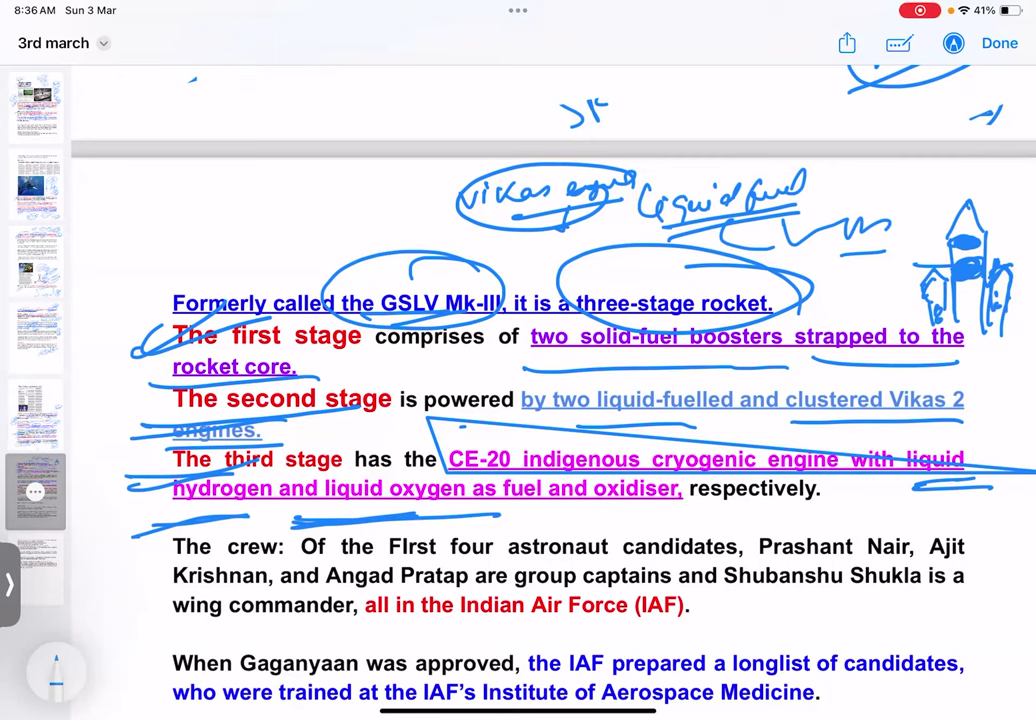 8:36 AM Sun 3 Mar
41%
3rd march
Done
Vikas engine liquid fuel
Formerly called the GSLV Mk-III, it is a three-stage rocket.
The first stage comprises of two solid-fuel boosters strapped to the
rocket core.
The second stage is powered by two liquid-fuelled and clustered Vikas 2
engines.
The third stage has the CE-20 indigenous cryogenic engine with liquid
hydrogen and liquid oxygen as fuel and oxidiser, respectively.
The crew: Of the FIrst four astronaut candidates, Prashant Nair, Ajit
Krishnan, and Angad Pratap are group captains and Shubanshu Shukla is a
wing commander, all in the Indian Air Force (IAF).
When Gaganyaan was approved, the IAF prepared a longlist of candidates,
who were trained at the IAF’s Institute of Aerospace Medicine.